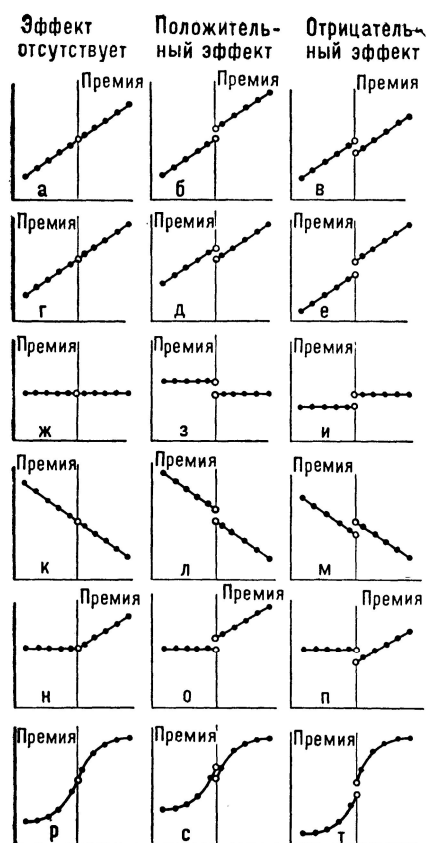 Эффект
отсутствует
Положитель-
ный эффект
Отрицатель-
ный эффект
Премия
Премия
Премия
а
б
в
Премия
Премия
Премия
г
д
е
Премия
Премия
Премия
ж
з
и
Премия
Премия
Премия
к
л
м
Премия
Премия
Премия
н
о
п
Премия
Премия
Премия
р
с
т